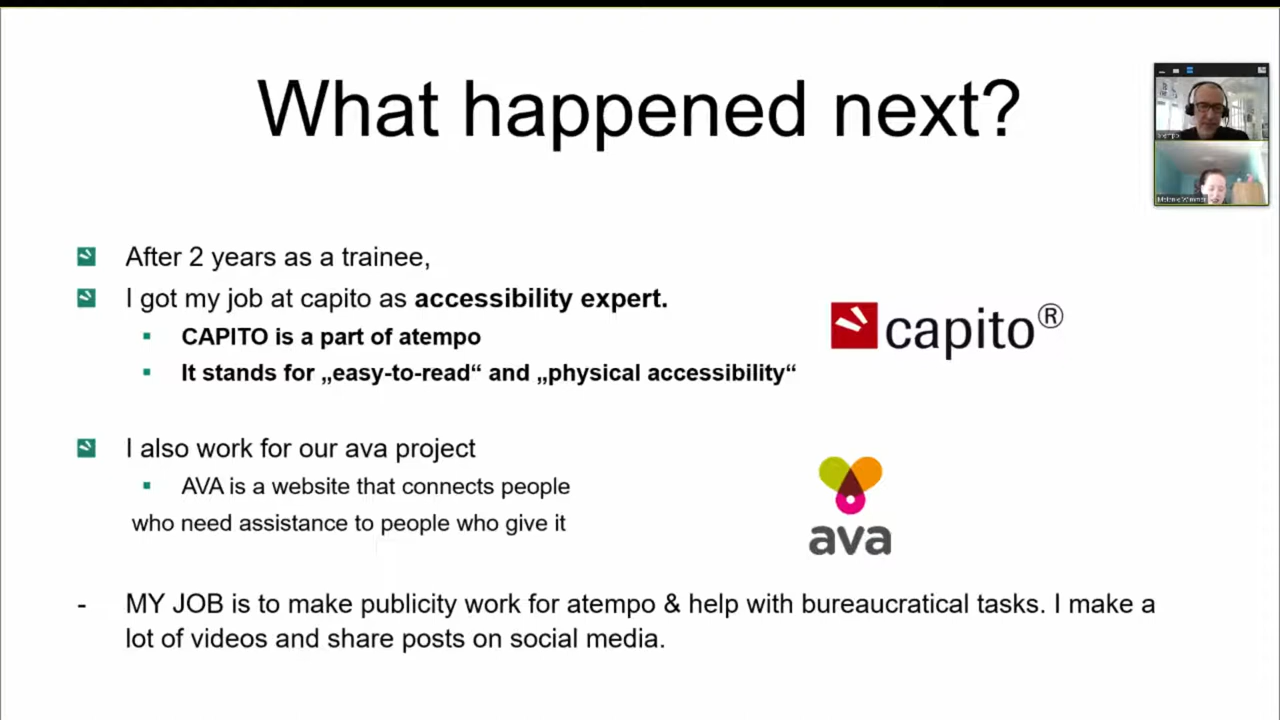 What happened next?
After 2 years as a trainee,
I got my job at capito as accessibility expert.
CAPITO is a part of atempo
It stands for „easy-to-read“ and „physical accessibility“
capito®
I also work for our ava project
AVA is a website that connects people
who need assistance to people who give it
ava
- MY JOB is to make publicity work for atempo & help with bureaucratical tasks. I make a
lot of videos and share posts on social media.